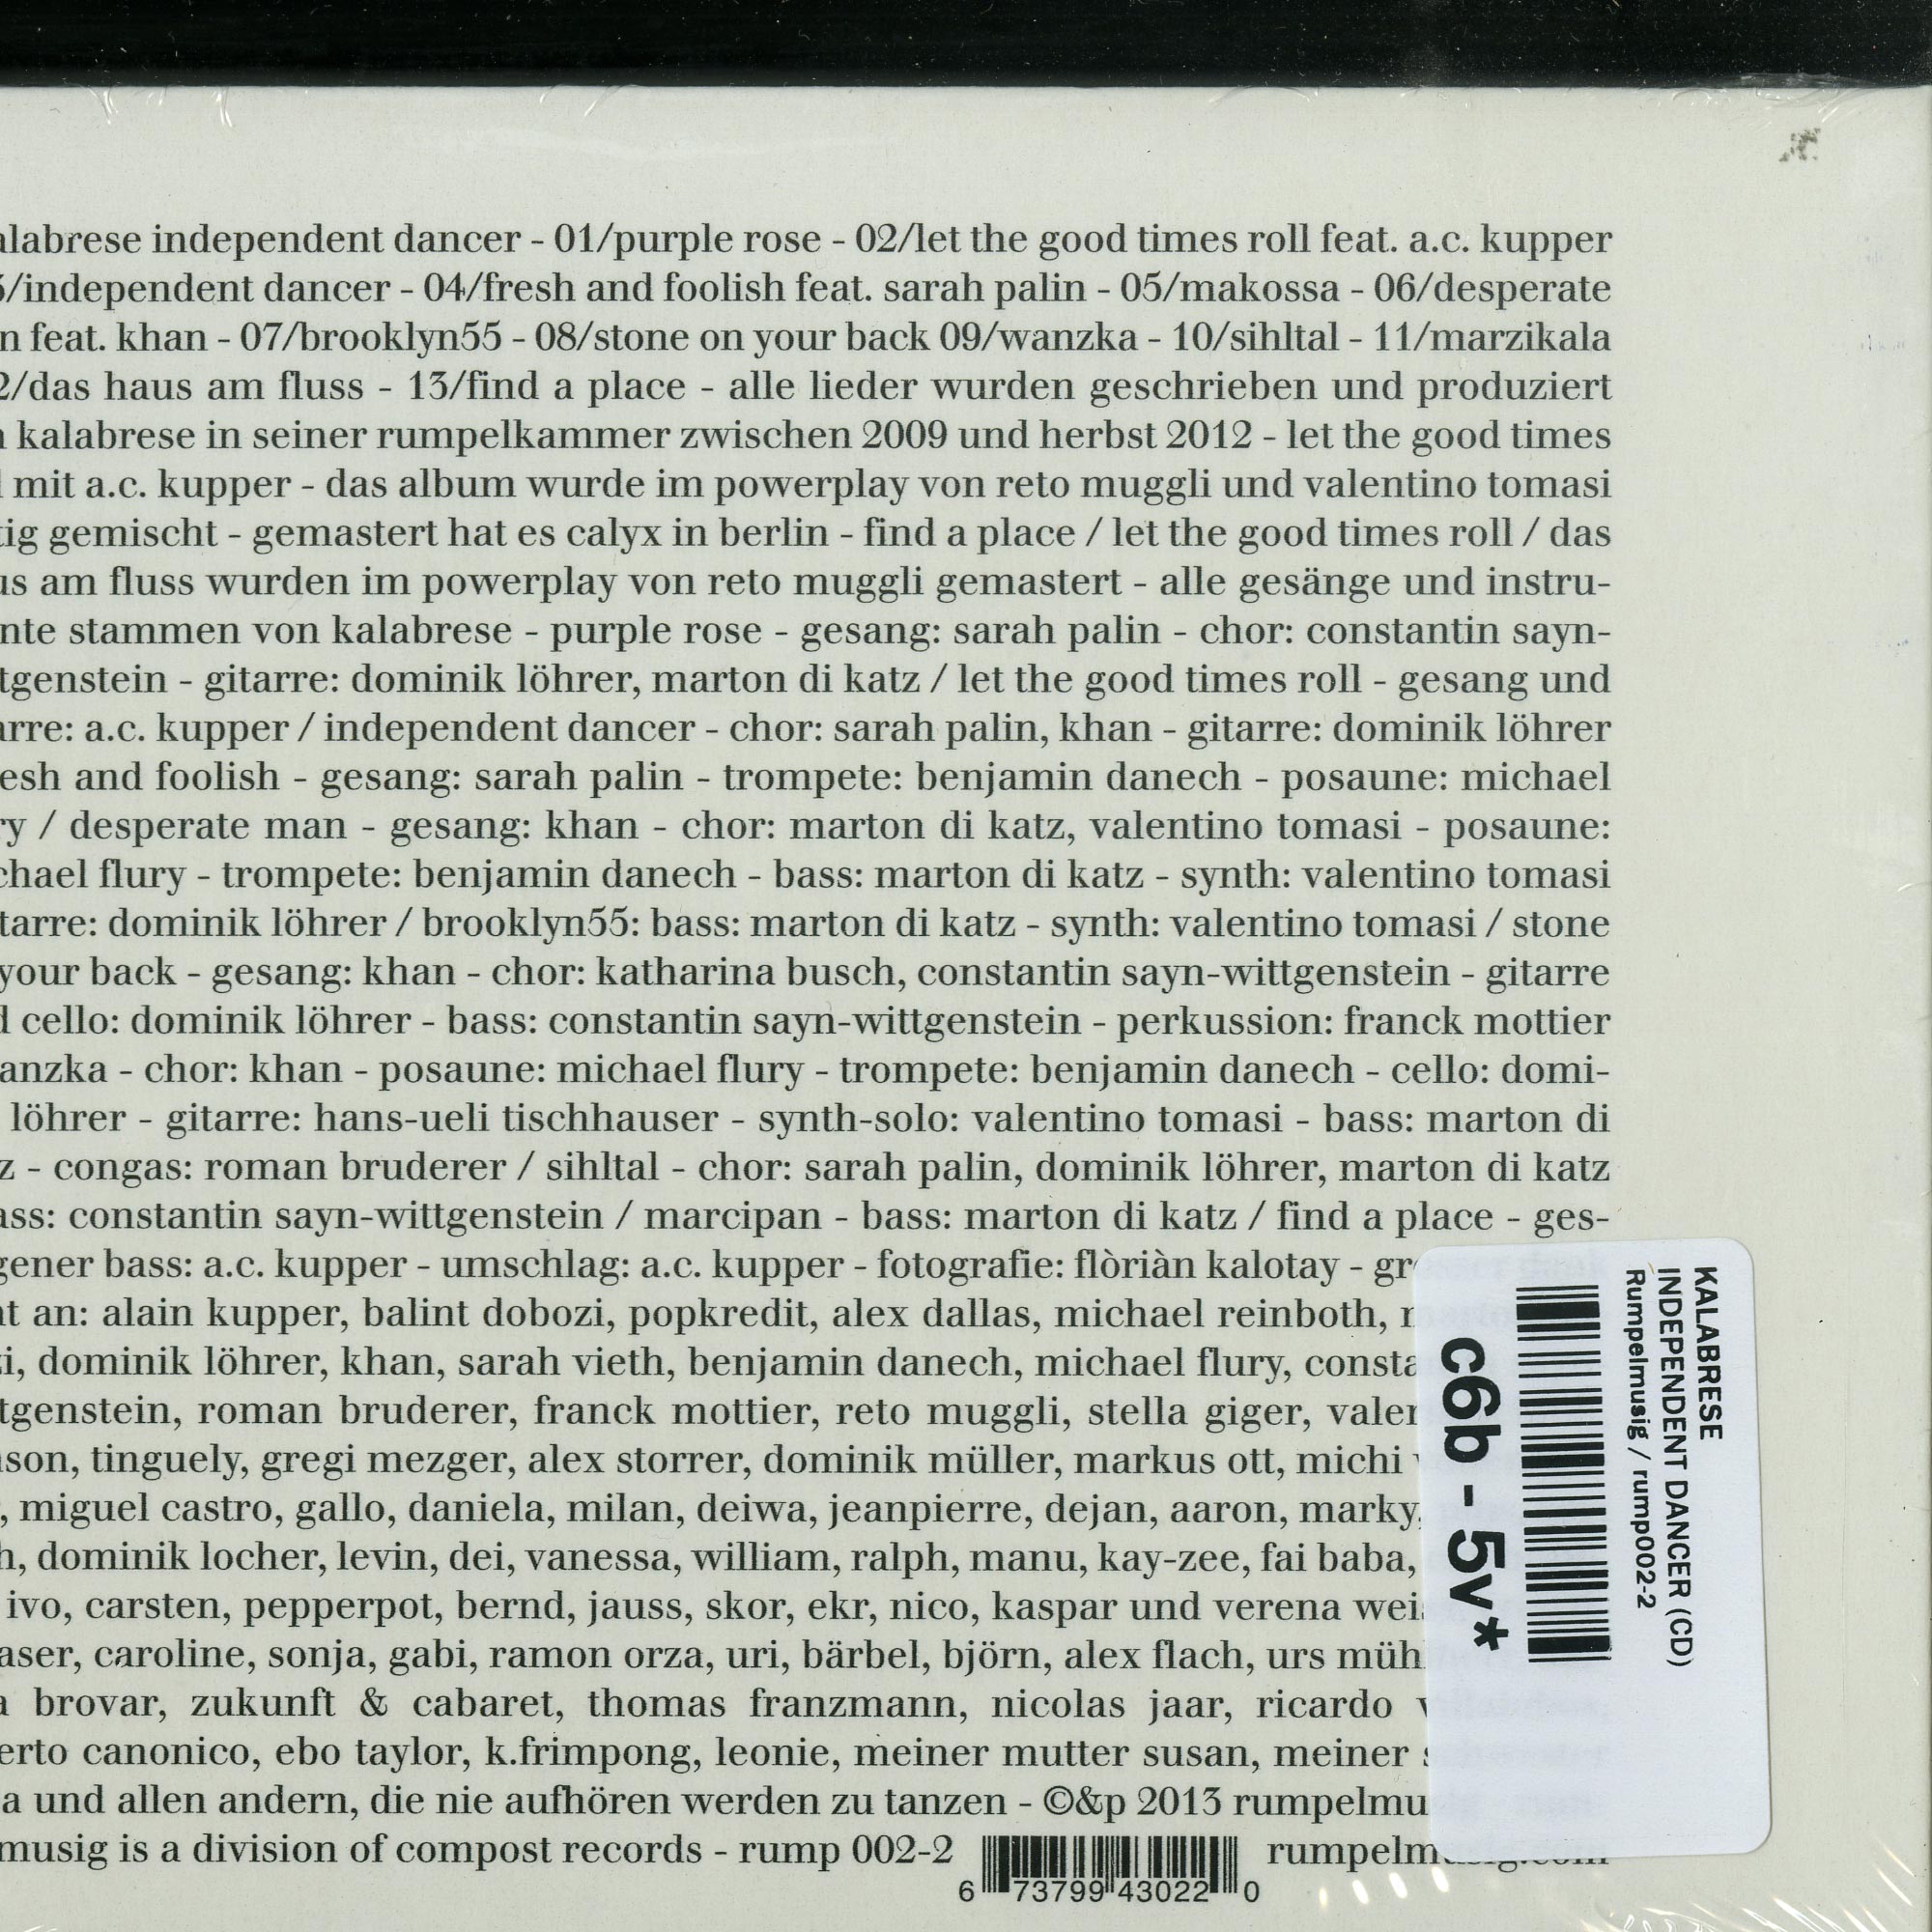 alabrese independent dancer - 01/purple rose - 02/let the good times roll feat. a.c. kupper
/independent dancer - 04/fresh and foolish feat. sarah palin - 05/makossa - 06/desperate
n feat. khan - 07/brooklyn55 - 08/stone on your back 09/wanzka - 10/sihltal - 11/marzikala
2/das haus am fluss - 13/find a place - alle lieder wurden geschrieben und produziert
kalabrese in seiner rumpelkammer zwischen 2009 und herbst 2012 - let the good times
mit a.c. kupper - das album wurde im powerplay von reto muggli und valentino tomasi
tig gemischt - gemastert hat es calyx in berlin - find a place / let the good times roll / das
us am fluss wurden im powerplay von reto muggli gemastert - alle gesänge und instru-
nte stammen von kalabrese - purple rose - gesang: sarah palin - chor: constantin sayn-
tgenstein - gitarre: dominik löhrer, marton di katz / let the good times roll - gesang und
arre: a.c. kupper / independent dancer - chor: sarah palin, khan - gitarre: dominik löhrer
esh and foolish - gesang: sarah palin - trompete: benjamin danech - posaune: michael
ry / desperate man - gesang: khan - chor: marton di katz, valentino tomasi - posaune:
chael flury - trompete: benjamin danech - bass: marton di katz - synth: valentino tomasi
tarre: dominik löhrer / brooklyn55: bass: marton di katz - synth: valentino tomasi / stone
your back - gesang: khan - chor: katharina busch, constantin sayn-wittgenstein - gitarre
d cello: dominik löhrer - bass: constantin sayn-wittgenstein - perkussion: franck mottier
anzka - chor: khan - posaune: michael flury - trompete: benjamin danech - cello: domi-
löhrer - gitarre: hans-ueli tischhauser - synth-solo: valentino tomasi - bass: marton di
z - congas: roman bruderer / sihltal - chor: sarah palin, dominik löhrer, marton di katz
ass: constantin sayn-wittgenstein / marcipan - bass: marton di katz / find a place - ges-
gener bass: a.c. kupper - umschlag: a.c. kupper - fotografie: flòriàn kalotay - grosser dank
nt an: alain kupper, balint dobozi, popkredit, alex dallas, michael reinboth,
zi, dominik löhrer, khan, sarah vieth, benjamin danech, michael flury, consta
tgenstein, roman bruderer, franck mottier, reto muggli, stella giger, valen
nson, tinguely, gregi mezger, alex storrer, dominik müller, markus ott, michi
, miguel castro, gallo, daniela, milan, deiwa, jeanpierre, dejan, aaron, marky,
h, dominik locher, levin, dei, vanessa, william, ralph, manu, kay-zee, fai baba,
ivo, carsten, pepperpot, bernd, jauss, skor, ekr, nico, kaspar und verena wei
aser, caroline, sonja, gabi, ramon orza, uri, bärbel, björn, alex flach, urs mühl
a brovar, zukunft & cabaret, thomas franzmann, nicolas jaar, ricardo villalobos,
erto canonico, ebo taylor, k.frimpong, leonie, meiner mutter susan, meiner schwester
a und allen andern, die nie aufhören werden zu tanzen - ©&p 2013 rumpelmusig
musig is a division of compost records - rump 002-2
6 73799 43022 0
rumpelmusig.com
KALABRESE
INDEPENDENT DANCER (CD)
Rumpelmusig / rump002-2
c6b - 5v*